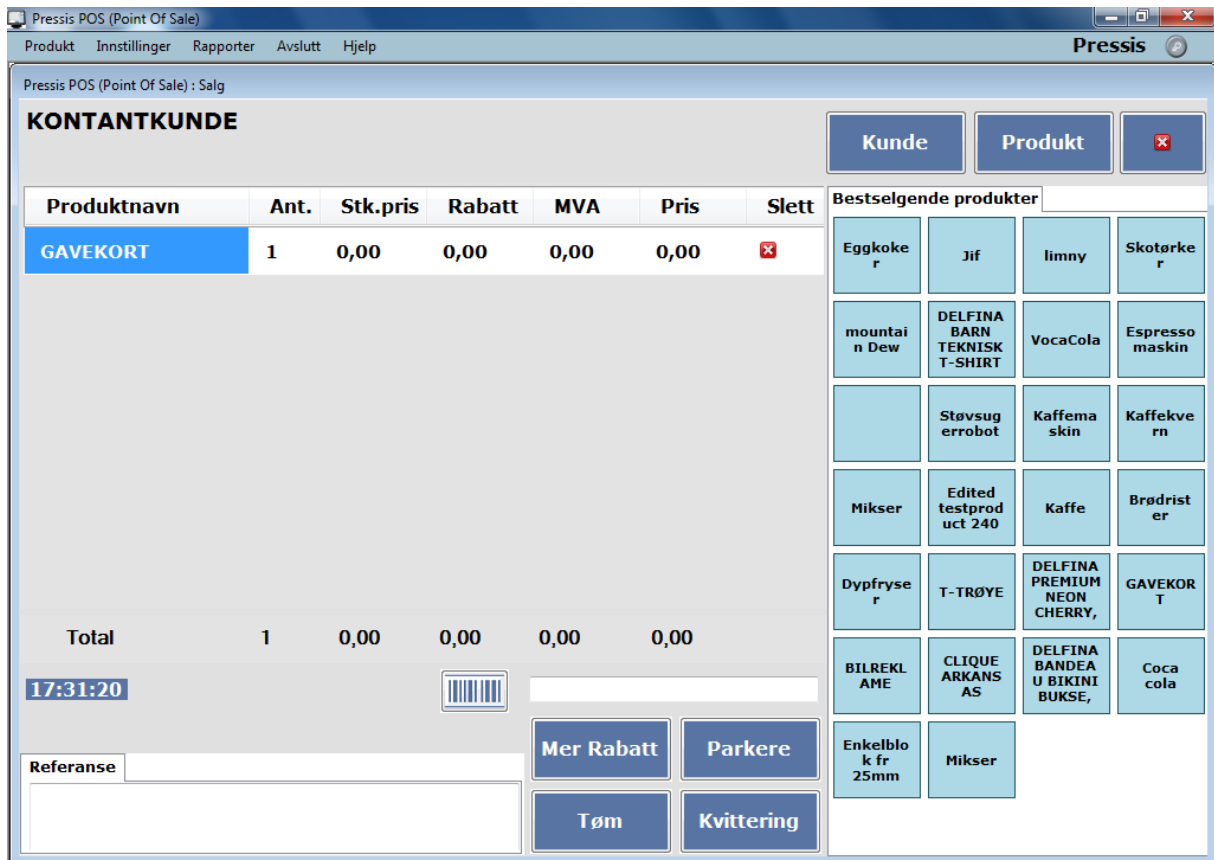 Pressis POS (Point Of Sale)
Produkt Innstillinger Rapporter Avslutt Hjelp Pressis
Pressis POS (Point Of Sale) : Salg
KONTANTKUNDE
Kunde Produkt
Produktnavn Ant. Stk.pris Rabatt MVA Pris Slett
GAVEKORT 1 0,00 0,00 0,00 0,00
Total 1 0,00 0,00 0,00 0,00
17:31:20
Mer Rabatt Parkere
Referanse
Tøm Kvittering
Bestselgende produkter
Eggkoke
r
Jif
limny
Skotørke
r
mountai
n Dew
DELFINA
BARN
TEKNISK
T-SHIRT
VocaCola
Espresso
maskin
Støvsug
errobot
Kaffema
skin
Kaffekve
rn
Mikser
Edited
testprod
uct 240
Kaffe
Brødrist
er
Dypfryse
r
T-TRØYE
DELFINA
PREMIUM
NEON
CHERRY,
GAVEKOR
T
BILREKL
AME
CLIQUE
ARKANS
AS
DELFINA
BANDEA
U BIKINI
BUKSE,
Coca
cola
Enkelblo
k fr
25mm
Mikser